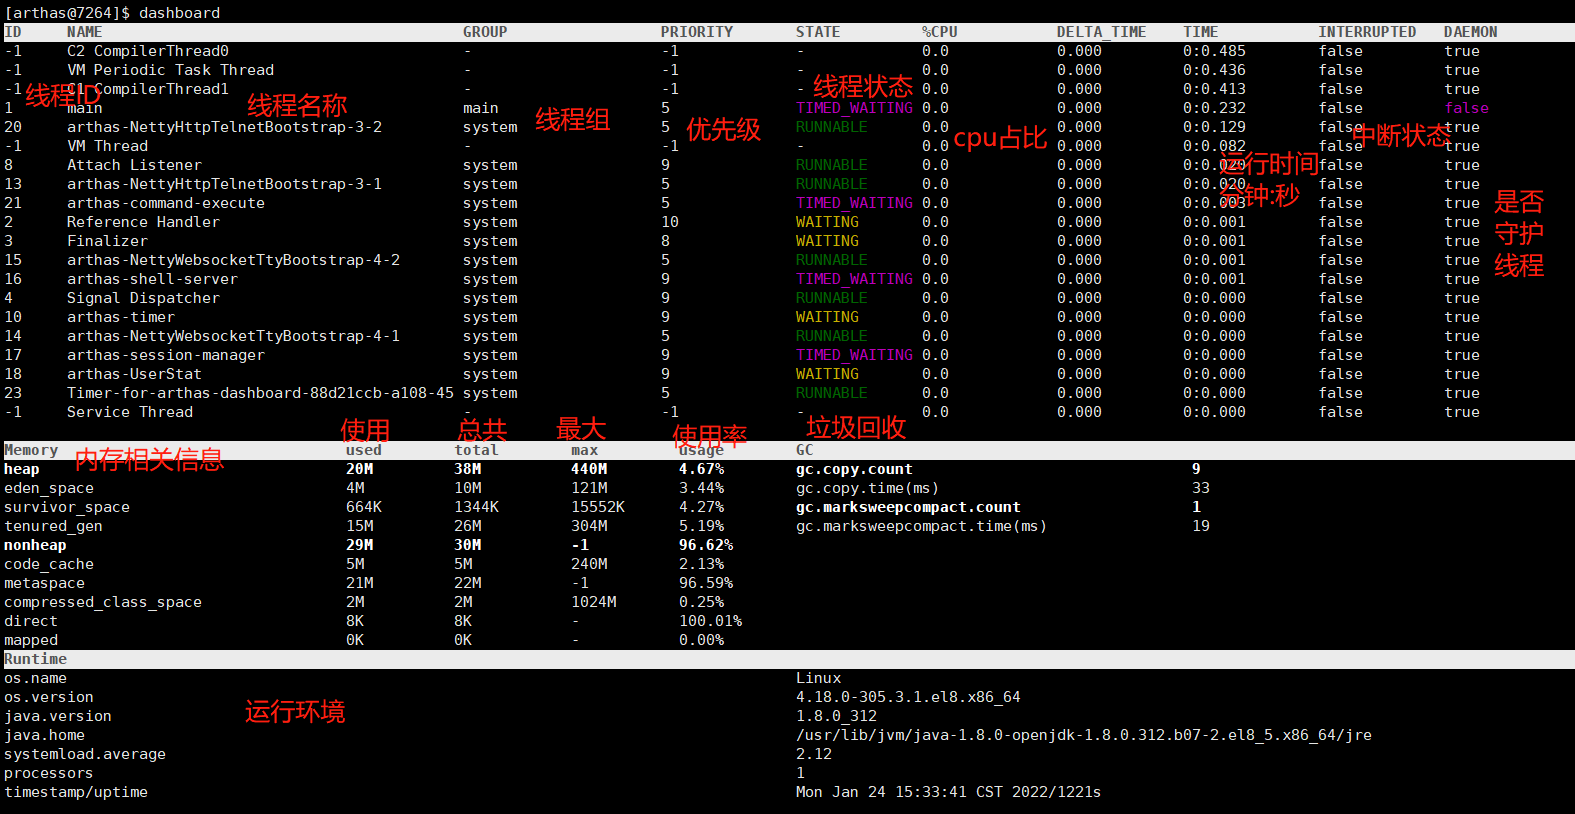 [arthas@7264]$ dashboard
ID NAME GROUP PRIORITY STATE %CPU DELTA_TIME TIME INTERRUPTED DAEMON
-1 C2 CompilerThread0 - -1 - 0.0 0.000 0:0.485 false true
-1 VM Periodic Task Thread - -1 - 0.0 0.000 0:0.436 false true
-1 C1 CompilerThread1 - -1 - 0.0 0.000 0:0.413 false true
线程ID 线程名称 线程组 优先级 线程状态 cpu占比 中断状态
1 main main 5 TIMED_WAITING 0.0 0.000 0:0.232 false false
20 arthas-NettyHttpTelnetBootstrap-3-2 system 5 RUNNABLE 0.0 0.000 0:0.129 false true
-1 VM Thread - -1 - 0.0 0.000 0:0.082 false true
8 Attach Listener system 9 RUNNABLE 0.0 0.000 0:0.020 false true
运行时间
13 arthas-NettyHttpTelnetBootstrap-3-1 system 5 RUNNABLE 0.0 0.000 0:0.020 false true
分钟:秒
21 arthas-command-execute system 5 TIMED_WAITING 0.0 0.000 0:0.003 false true
是否
2 Reference Handler system 10 WAITING 0.0 0.000 0:0.001 false true
守护
3 Finalizer system 8 WAITING 0.0 0.000 0:0.001 false true
15 arthas-NettyWebsocketTtyBootstrap-4-2 system 5 RUNNABLE 0.0 0.000 0:0.001 false true
线程
16 arthas-shell-server system 9 TIMED_WAITING 0.0 0.000 0:0.001 false true
4 Signal Dispatcher system 9 RUNNABLE 0.0 0.000 0:0.000 false true
10 arthas-timer system 9 WAITING 0.0 0.000 0:0.000 false true
14 arthas-NettyWebsocketTtyBootstrap-4-1 system 5 RUNNABLE 0.0 0.000 0:0.000 false true
17 arthas-session-manager system 9 TIMED_WAITING 0.0 0.000 0:0.000 false true
18 arthas-UserStat system 9 WAITING 0.0 0.000 0:0.000 false true
23 Timer-for-arthas-dashboard-88d21ccb-a108-45 system 5 RUNNABLE 0.0 0.000 0:0.000 false true
-1 Service Thread - -1 - 0.0 0.000 0:0.000 false true
使用 总共 最大 使用率 垃圾回收
Memory used total max usage GC
内存相关信息
heap 20M 38M 440M 4.67% gc.copy.count 9
eden_space 4M 10M 121M 3.44% gc.copy.time(ms) 33
survivor_space 664K 1344K 15552K 4.27% gc.marksweepcompact.count 1
tenured_gen 15M 26M 304M 5.19% gc.marksweepcompact.time(ms) 19
nonheap 29M 30M -1 96.62%
code_cache 5M 5M 240M 2.13%
metaspace 21M 22M -1 96.59%
compressed_class_space 2M 2M 1024M 0.25%
direct 8K 8K - 100.01%
mapped 0K 0K - 0.00%
Runtime
os.name Linux
os.version 4.18.0-305.3.1.el8.x86_64
运行环境
java.version 1.8.0_312
java.home /usr/lib/jvm/java-1.8.0-openjdk-1.8.0.312.b07-2.el8_5.x86_64/jre
systemload.average 2.12
processors 1
timestamp/uptime Mon Jan 24 15:33:41 CST 2022/1221s